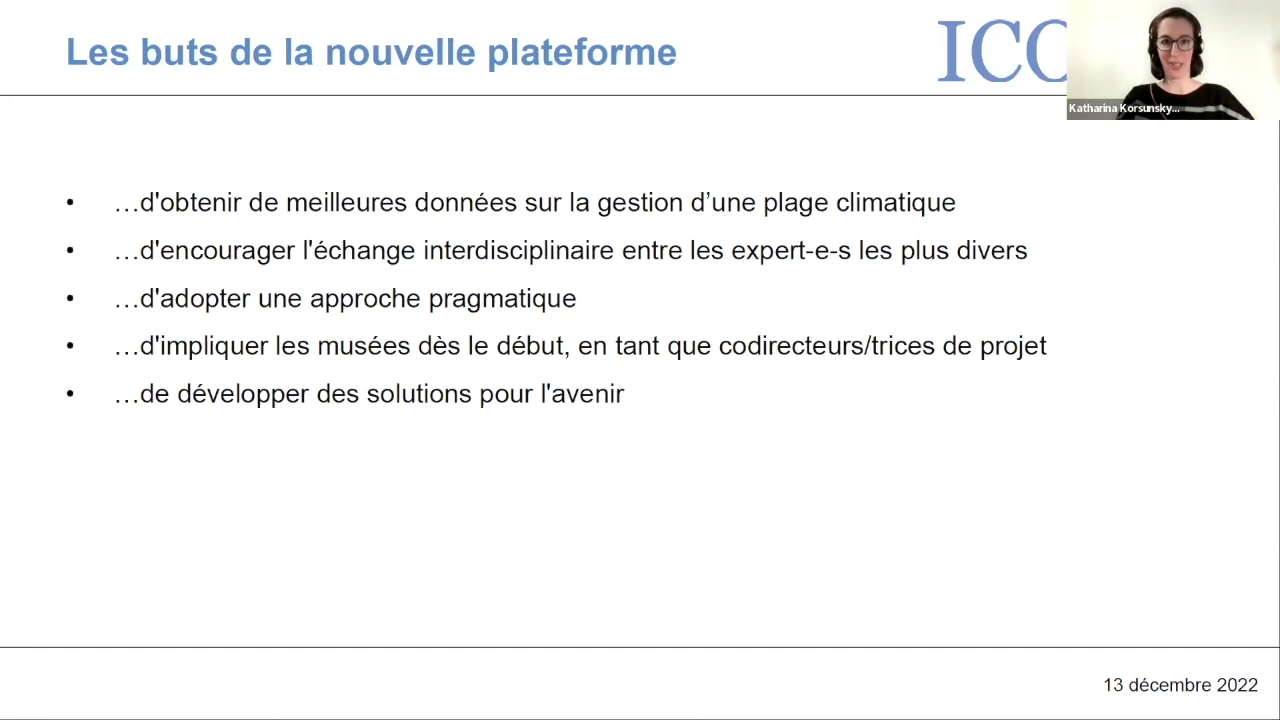 Les buts de la nouvelle plateforme
ICO
Katharina Korsunsky...
• …d'obtenir de meilleures données sur la gestion d’une plage climatique
• …d'encourager l'échange interdisciplinaire entre les expert-e-s les plus divers
• …d'adopter une approche pragmatique
• …d'impliquer les musées dès le début, en tant que codirecteurs/trices de projet
• …de développer des solutions pour l'avenir
13 décembre 2022